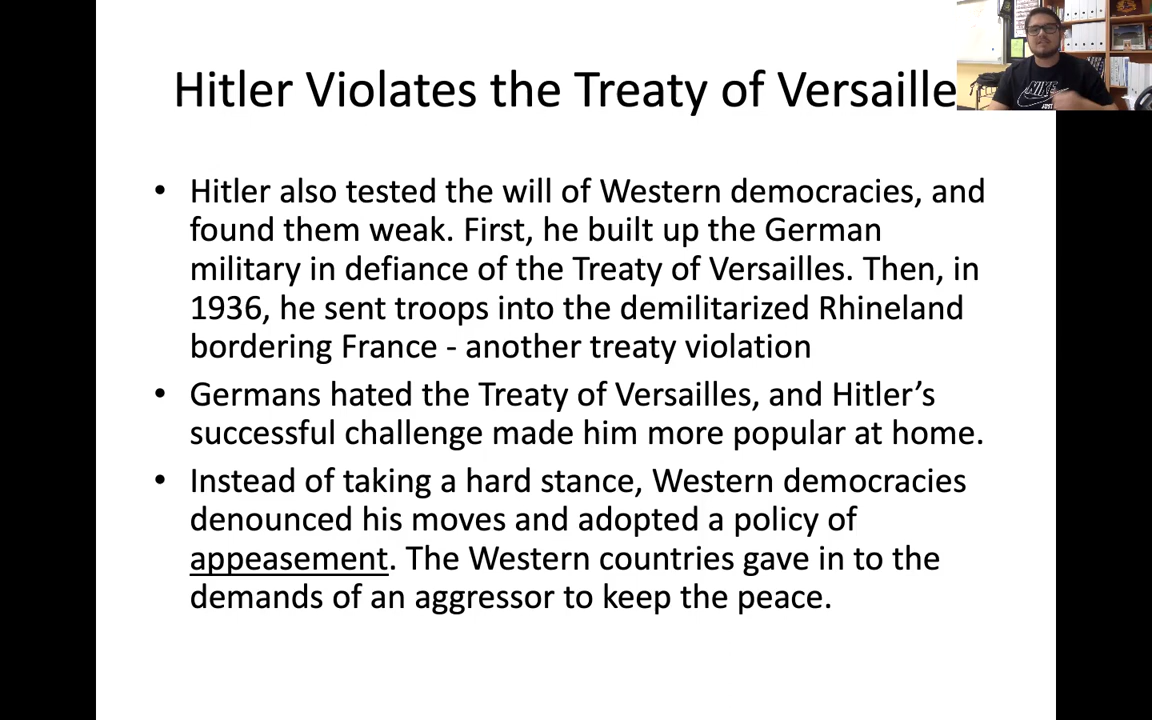 Hitler Violates the Treaty of Versaille
• Hitler also tested the will of Western democracies, and
found them weak. First, he built up the German
military in defiance of the Treaty of Versailles. Then, in
1936, he sent troops into the demilitarized Rhineland
bordering France - another treaty violation
• Germans hated the Treaty of Versailles, and Hitler’s
successful challenge made him more popular at home.
• Instead of taking a hard stance, Western democracies
denounced his moves and adopted a policy of
appeasement. The Western countries gave in to the
demands of an aggressor to keep the peace.
NIKE
JUST